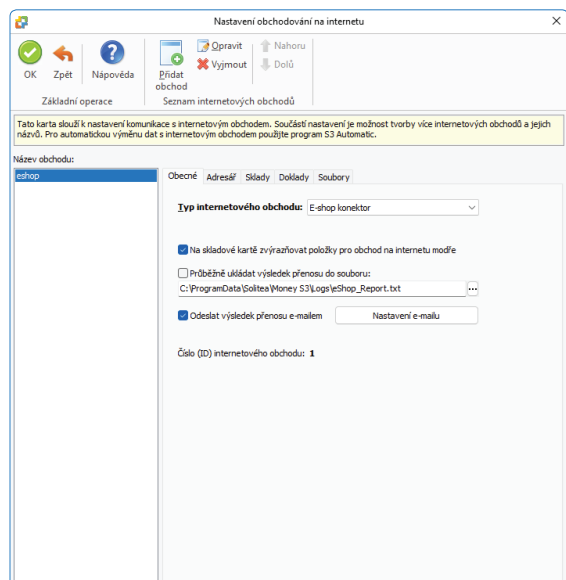 Nastavení obchodování na internetu
OK
Zpět
Nápověda
Přidat
obchod
Opravit
Vyjmout
Nahoru
Dolů
Základní operace
Seznam internetových obchodů
Tato karta slouží k nastavení komunikace s internetovým obchodem. Součástí nastavení je možnost tvorby více internetových obchodů a jejich
názvů. Pro automatickou výměnu dat s internetovým obchodem použijte program S3 Automatic.
Název obchodu:
eshop
Obecné Adresář Sklady Doklady Soubory
Typ internetového obchodu: E-shop konektor
Na skladové kartě zvýrazňovat položky pro obchod na internetu modře
Průběžně ukládat výsledek přenosu do souboru:
C:\ProgramData\Solitea\Money S3\Logs\eShop_Report.txt ...
Odeslat výsledek přenosu e-mailem Nastavení e-mailu
Číslo (ID) internetového obchodu: 1